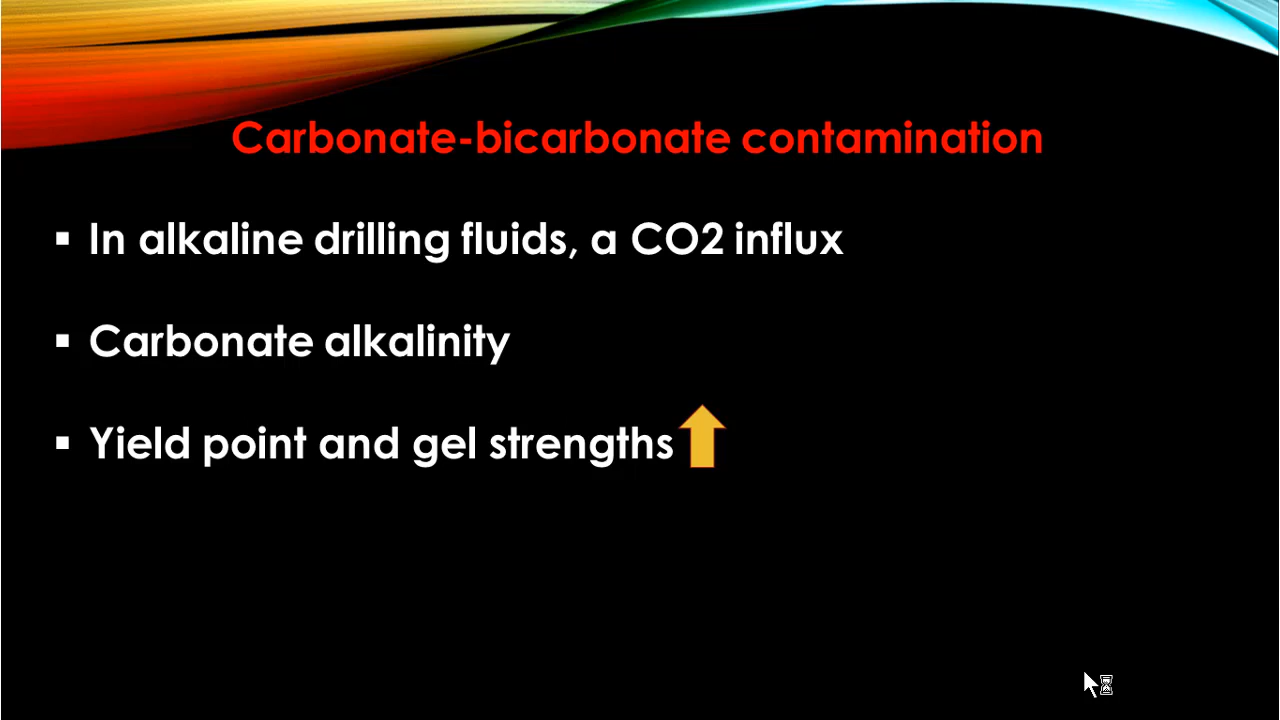 Carbonate-bicarbonate contamination
▪ In alkaline drilling fluids, a CO2 influx
▪ Carbonate alkalinity
▪ Yield point and gel strengths